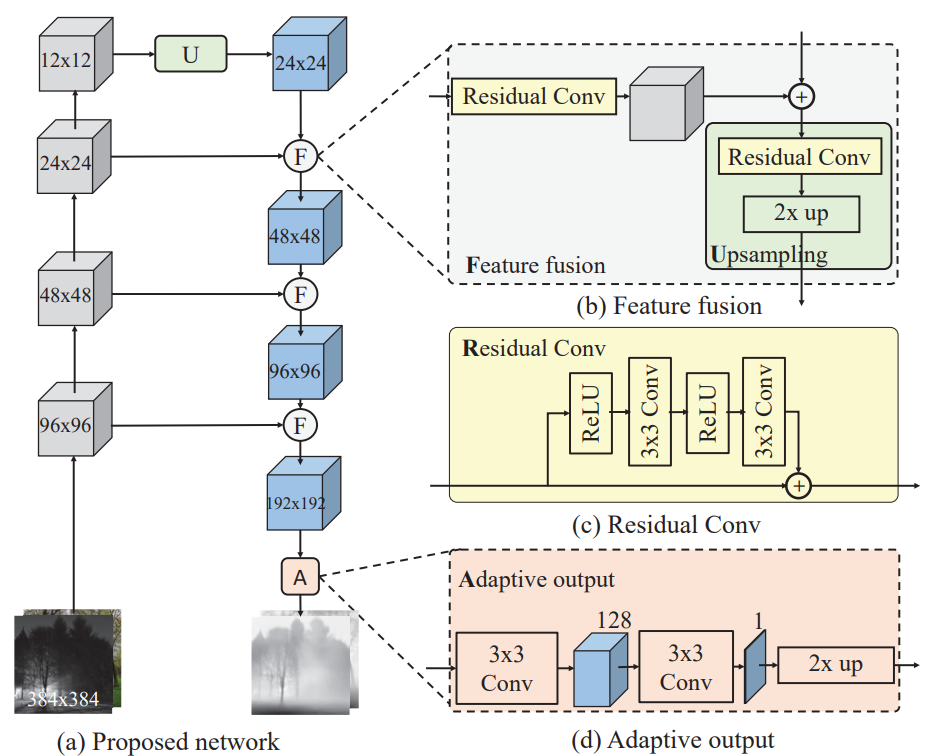 12x12
U
24x24
24x24
F
48x48
48x48
F
96x96
96x96
F
192x192
A
384x384
(a) Proposed network
Residual Conv
+
Residual Conv
2x up
Upsampling
Feature fusion
(b) Feature fusion
Residual Conv
ReLU
3x3 Conv
ReLU
3x3 Conv
+
(c) Residual Conv
Adaptive output
3x3
Conv
128
3x3
Conv
1
2x up
(d) Adaptive output